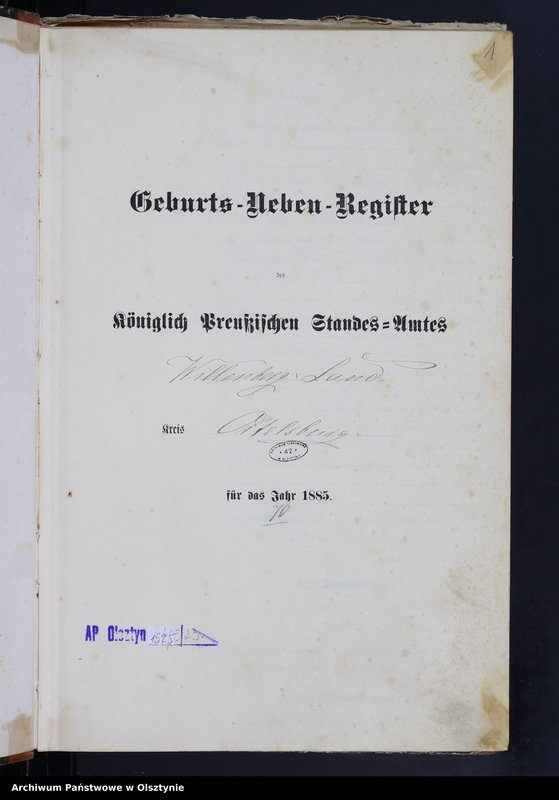 1
Geburts-Neben-Register
des
Königlich Preußischen Standes-Amtes
Willenberg-Land
Kreis Ortelsburg
für das Jahr 1885.
70
AP Olsztyn
Archiwum Państwowe w Olsztynie